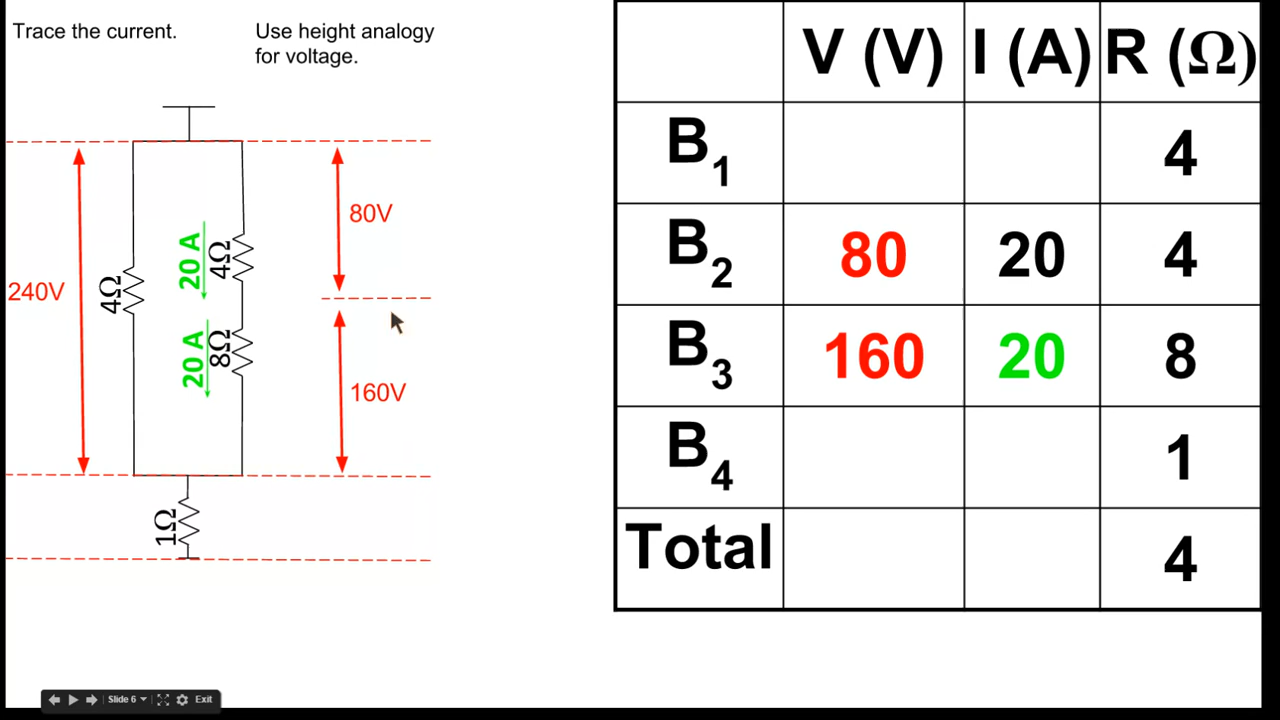 Trace the current.
Use height analogy
for voltage.
240V
4Ω
20 A
4Ω
20 A
8Ω
80V
160V
1Ω
V (V) I (A) R (Ω)
B1 4
B2 80 20 4
B3 160 20 8
B4 1
Total 4
Slide 6 Exit